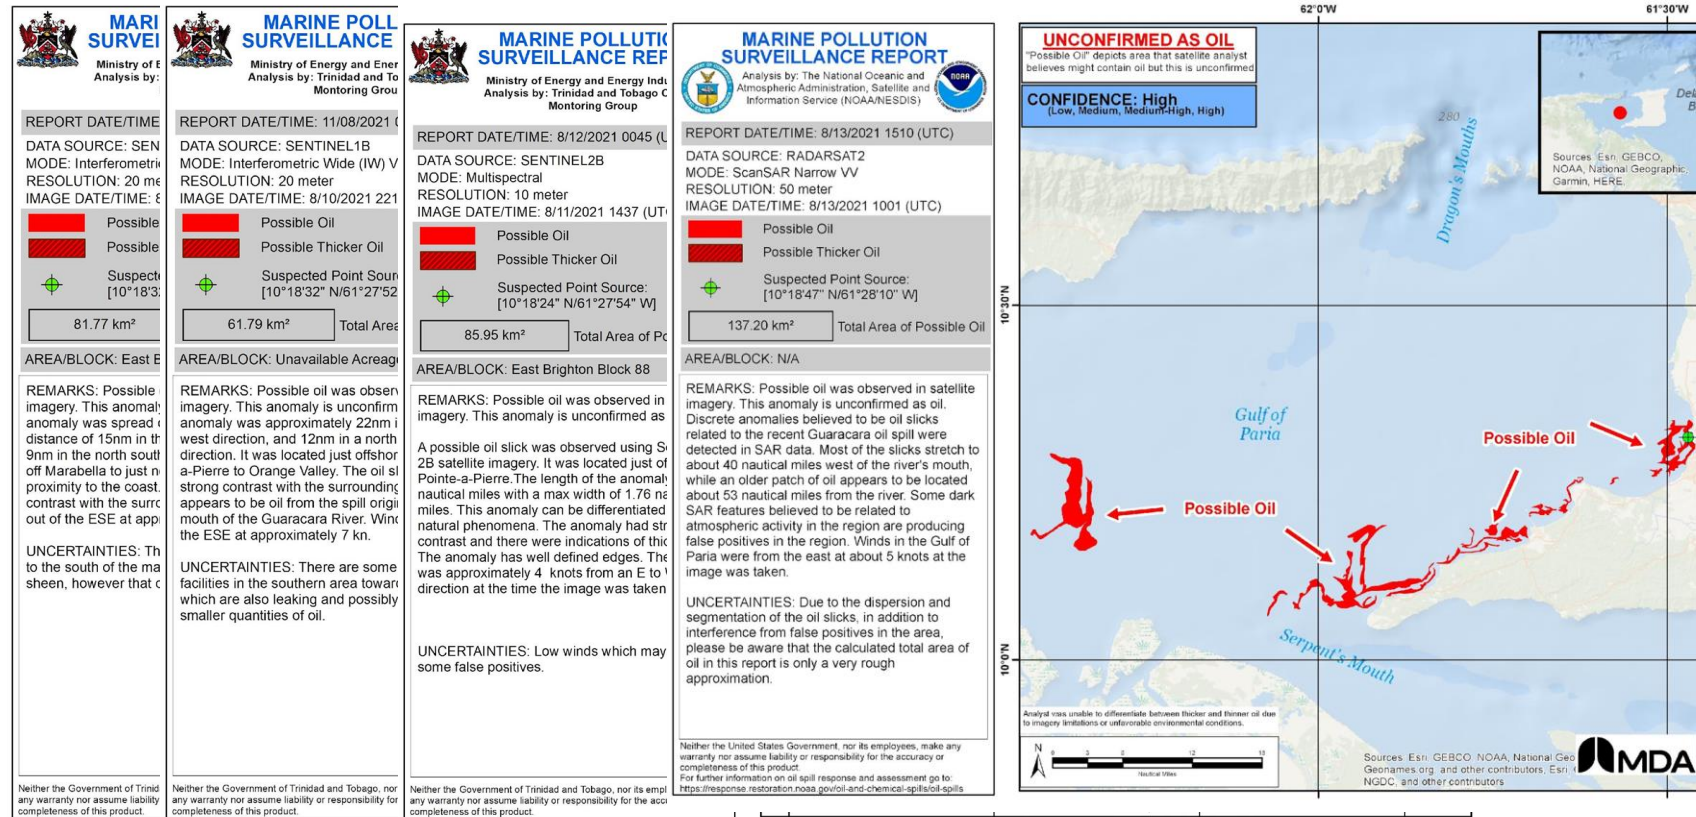 MARI
SURVEI
Ministry of E
Analysis by:
REPORT DATE/TIME
DATA SOURCE: SEN
MODE: Interferometri
RESOLUTION: 20 me
IMAGE DATE/TIME: 8
Possible
Possible
Suspect
[10°18'3
81.77 km²
AREA/BLOCK: East B
REMARKS: Possible
imagery. This anomal
anomaly was spread
distance of 15nm in th
9nm in the north south
off Marabella to just n
proximity to the coast.
contrast with the surro
out of the ESE at app
UNCERTAINTIES: Th
to the south of the ma
sheen, however that c
Neither the Government of Trinid
any warranty nor assume liability
completeness of this product.
MARINE POLL
SURVEILLANCE
Ministry of Energy and Ener
Analysis by: Trinidad and To
Montoring Grou
REPORT DATE/TIME: 11/08/2021
DATA SOURCE: SENTINEL1B
MODE: Interferometric Wide (IW) V
RESOLUTION: 20 meter
IMAGE DATE/TIME: 8/10/2021 221
Possible Oil
Possible Thicker Oil
Suspected Point Sour
[10°18'32" N/61°27'52
61.79 km²
Total Area
AREA/BLOCK: Unavailable Acreag
REMARKS: Possible oil was observ
imagery. This anomaly is unconfirm
anomaly was approximately 22nm i
west direction, and 12nm in a north
direction. It was located just offshor
a-Pierre to Orange Valley. The oil sl
strong contrast with the surrounding
appears to be oil from the spill origi
mouth of the Guaracara River. Wind
the ESE at approximately 7 kn.
UNCERTAINTIES: There are some
facilities in the southern area towar
which are also leaking and possibly
smaller quantities of oil.
Neither the Government of Trinidad and Tobago, nor
any warranty nor assume liability or responsibility for
completeness of this product.
MARINE POLLUTIO
SURVEILLANCE REP
Ministry of Energy and Energy Indu
Analysis by: Trinidad and Tobago O
Montoring Group
REPORT DATE/TIME: 8/12/2021 0045 (U
DATA SOURCE: SENTINEL2B
MODE: Multispectral
RESOLUTION: 10 meter
IMAGE DATE/TIME: 8/11/2021 1437 (UT
Possible Oil
Possible Thicker Oil
Suspected Point Source:
[10°18'24" N/61°27'54" W]
85.95 km²
Total Area of Po
AREA/BLOCK: East Brighton Block 88
REMARKS: Possible oil was observed in
imagery. This anomaly is unconfirmed as
A possible oil slick was observed using Se
2B satellite imagery. It was located just of
Pointe-a-Pierre.The length of the anomaly
nautical miles with a max width of 1.76 na
miles. This anomaly can be differentiated
natural phenomena. The anomaly had str
contrast and there were indications of thic
The anomaly has well defined edges. The
was approximately 4 knots from an E to
direction at the time the image was taken
UNCERTAINTIES: Low winds which may
some false positives.
Neither the Government of Trinidad and Tobago, nor its empl
any warranty nor assume liability or responsibility for the accu
completeness of this product.
MARINE POLLUTION
SURVEILLANCE REPORT
Analysis by: The National Oceanic and
Atmospheric Administration, Satellite and
Information Service (NOAA/NESDIS)
NOAA
REPORT DATE/TIME: 8/13/2021 1510 (UTC)
DATA SOURCE: RADARSAT2
MODE: ScanSAR Narrow VV
RESOLUTION: 50 meter
IMAGE DATE/TIME: 8/13/2021 1001 (UTC)
Possible Oil
Possible Thicker Oil
Suspected Point Source:
[10°18'47" N/61°28'10" W]
137.20 km²
Total Area of Possible Oil
AREA/BLOCK: N/A
REMARKS: Possible oil was observed in satellite
imagery. This anomaly is unconfirmed as oil.
Discrete anomalies believed to be oil slicks
related to the recent Guaracara oil spill were
detected in SAR data. Most of the slicks stretch to
about 40 nautical miles west of the river's mouth,
while an older patch of oil appears to be located
about 53 nautical miles from the river. Some dark
SAR features believed to be related to
atmospheric activity in the region are producing
false positives in the region. Winds in the Gulf of
Paria were from the east at about 5 knots at the
image was taken.
UNCERTAINTIES: Due to the dispersion and
segmentation of the oil slicks, in addition to
interference from false positives in the area,
please be aware that the calculated total area of
oil in this report is only a very rough
approximation.
Neither the United States Government, nor its employees, make any
warranty nor assume liability or responsibility for the accuracy or
completeness of this product.
For further information on oil spill response and assessment go to:
https://response.restoration.noaa.gov/oil-and-chemical-spills/oil-spills
62°0'W
61°30'W
UNCONFIRMED AS OIL
"Possible Oil" depicts area that satellite analyst
believes might contain oil but this is unconfirmed
CONFIDENCE: High
(Low, Medium, Medium-High, High)
280
Dragon's Mouths
Sources: Esri, GEBCO,
NOAA, National Geographic,
Garmin, HERE,
10°30'N
Gulf of
Paria
Possible Oil
Possible Oil
Serpent's Mouth
10°0'N
Analyst was unable to differentiate between thicker and thinner oil due
to imagery limitations or unfavorable environmental conditions.
N
0 3 6 12 18
Nautical Miles
Sources: Esri, GEBCO, NOAA, National Geo
Geonames.org, and other contributors, Esri,
NGDC, and other contributors
MDA